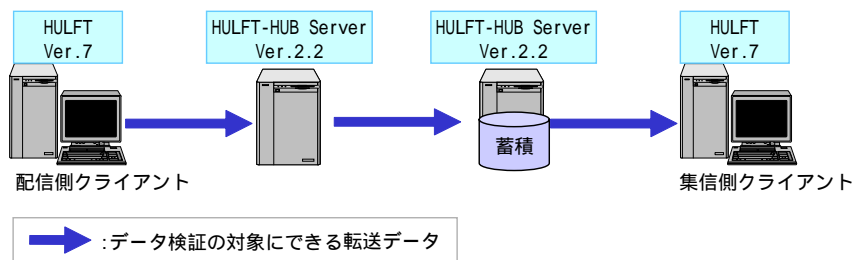 HULFT
Ver.7
HULFT-HUB Server
Ver.2.2
HULFT-HUB Server
Ver.2.2
HULFT
Ver.7
蓄積
配信側クライアント
集信側クライアント
:データ検証の対象にできる転送データ